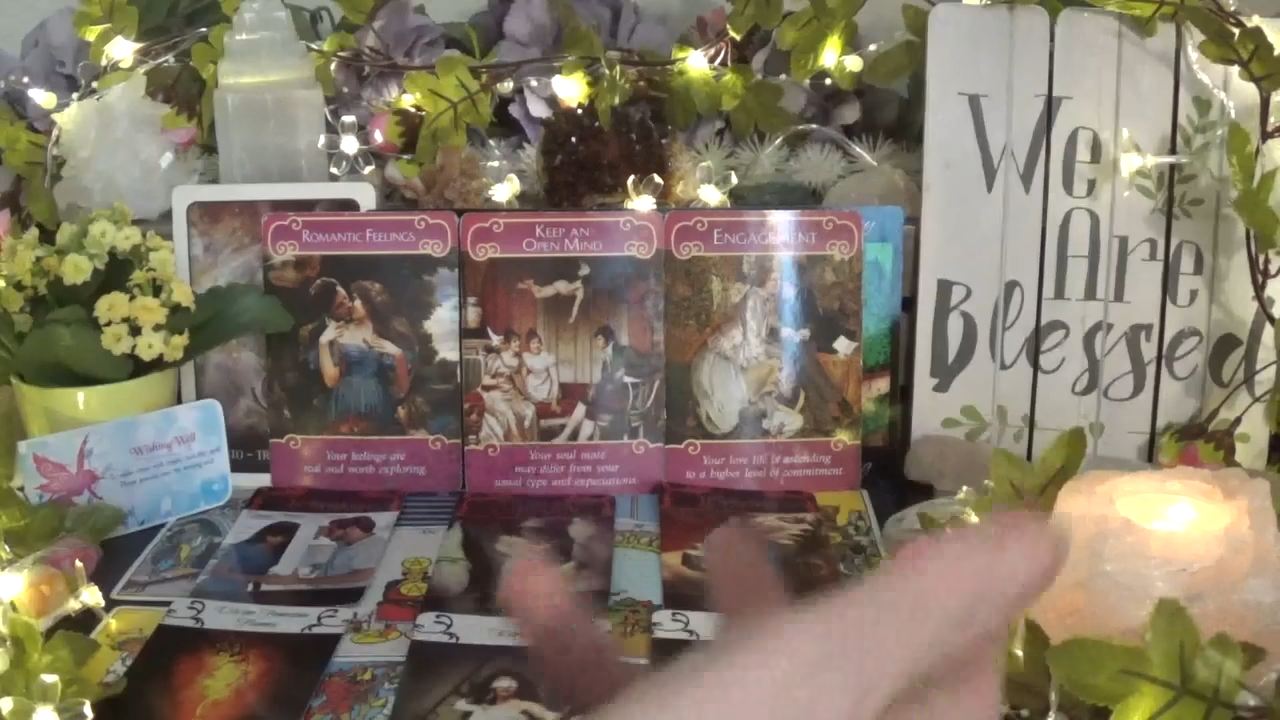 We
Are
Blessed
ROMANTIC FEELINGS
KEEP AN
OPEN MIND
ENGAGEMENT
Your feelings are
real and worth exploring.
Your soul mate
may differ from your
usual type and expectations.
Your love life is ascending
to a higher level of commitment.
Wishing Well